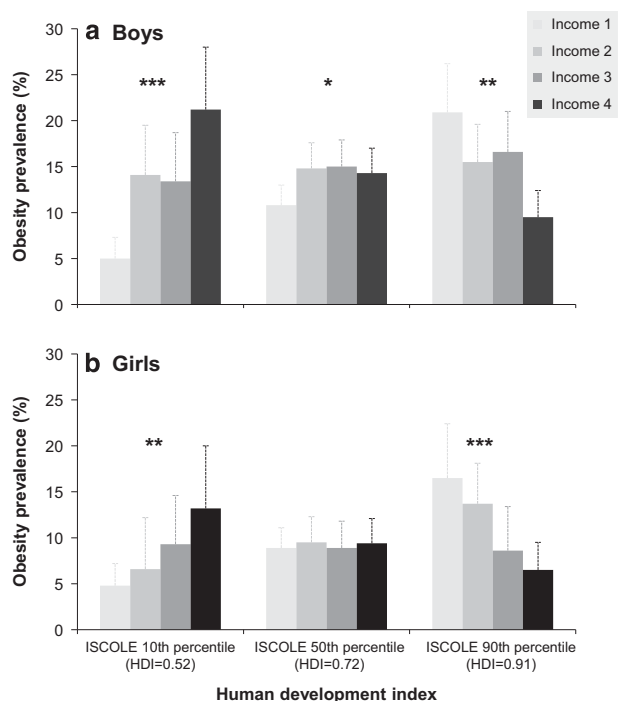 a Boys
Income 1
Income 2
Income 3
Income 4
Obesity prevalence (%)
30
25
20
15
10
5
0
***
*
**
b Girls
Obesity prevalence (%)
30
25
20
15
10
5
0
**
***
ISCOLE 10th percentile
(HDI=0.52)
ISCOLE 50th percentile
(HDI=0.72)
ISCOLE 90th percentile
(HDI=0.91)
Human development index